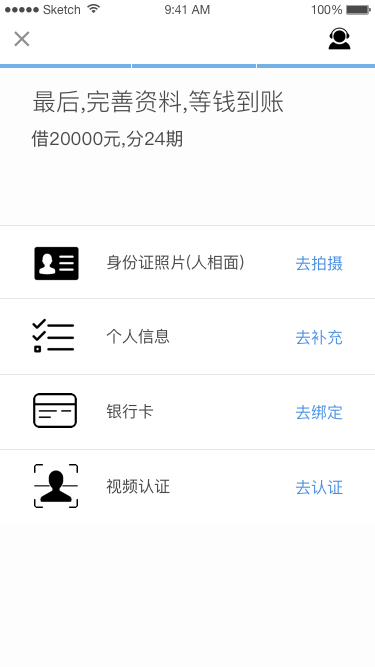 Sketch 9:41 AM 100%
最后,完善资料,等钱到账
借20000元,分24期
身份证照片(人相面) 去拍摄
个人信息 去补充
银行卡 去绑定
视频认证 去认证